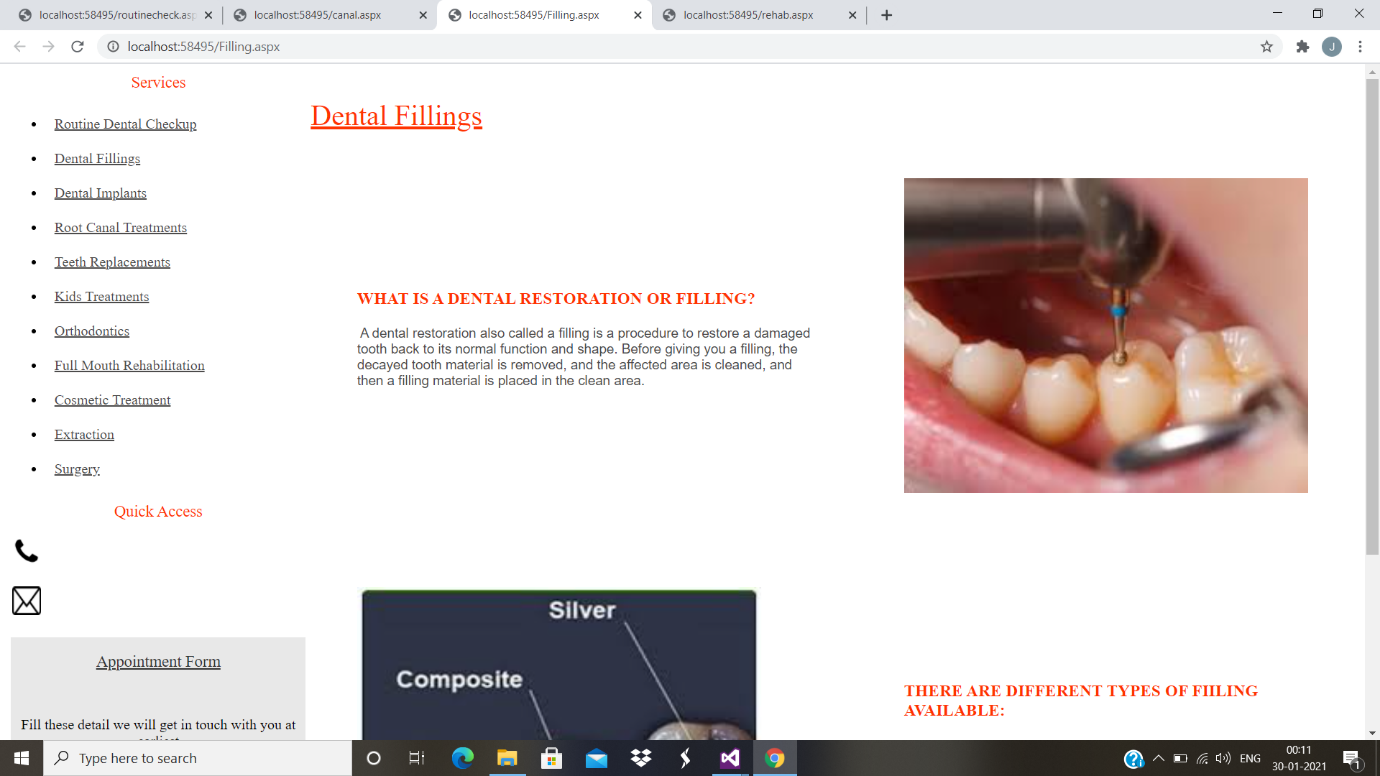 localhost:58495/routinecheck.asp
localhost:58495/canal.aspx
localhost:58495/Filling.aspx
localhost:58495/rehab.aspx
localhost:58495/Filling.aspx
J
Services
Routine Dental Checkup
Dental Fillings
Dental Implants
Root Canal Treatments
Teeth Replacements
Kids Treatments
Orthodontics
Full Mouth Rehabilitation
Cosmetic Treatment
Extraction
Surgery
Quick Access
Appointment Form
Fill these detail we will get in touch with you at
Dental Fillings
WHAT IS A DENTAL RESTORATION OR FILLING?
A dental restoration also called a filling is a procedure to restore a damaged
tooth back to its normal function and shape. Before giving you a filling, the
decayed tooth material is removed, and the affected area is cleaned, and
then a filling material is placed in the clean area.
Silver
Composite
THERE ARE DIFFERENT TYPES OF FIILING
AVAILABLE:
Type here to search
ENG
00:11
30-01-2021
1